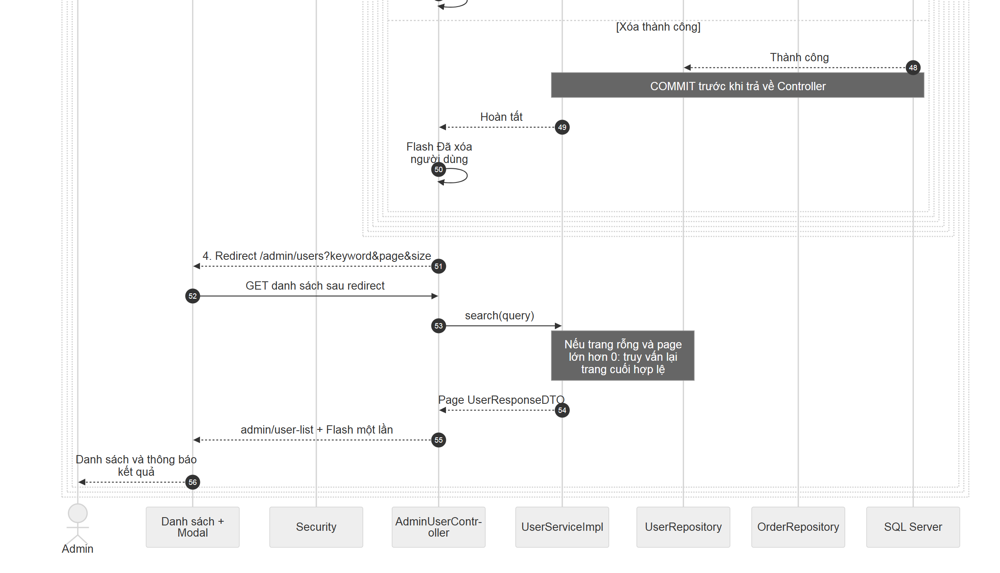 [Xóa thành công]
Thành công
48
COMMIT trước khi trả về Controller
Hoàn tất
49
Flash Đã xóa
người dùng
50
4. Redirect /admin/users?keyword&page&size
51
GET danh sách sau redirect
52
search(query)
53
Nếu trang rỗng và page
lớn hơn 0: truy vấn lại
trang cuối hợp lệ
Page UserResponseDTO
54
admin/user-list + Flash một lần
55
Danh sách và thông báo
kết quả
56
Danh sách +
Modal
Security
AdminUserContr-
oller
UserServiceImpl
UserRepository
OrderRepository
SQL Server
Admin